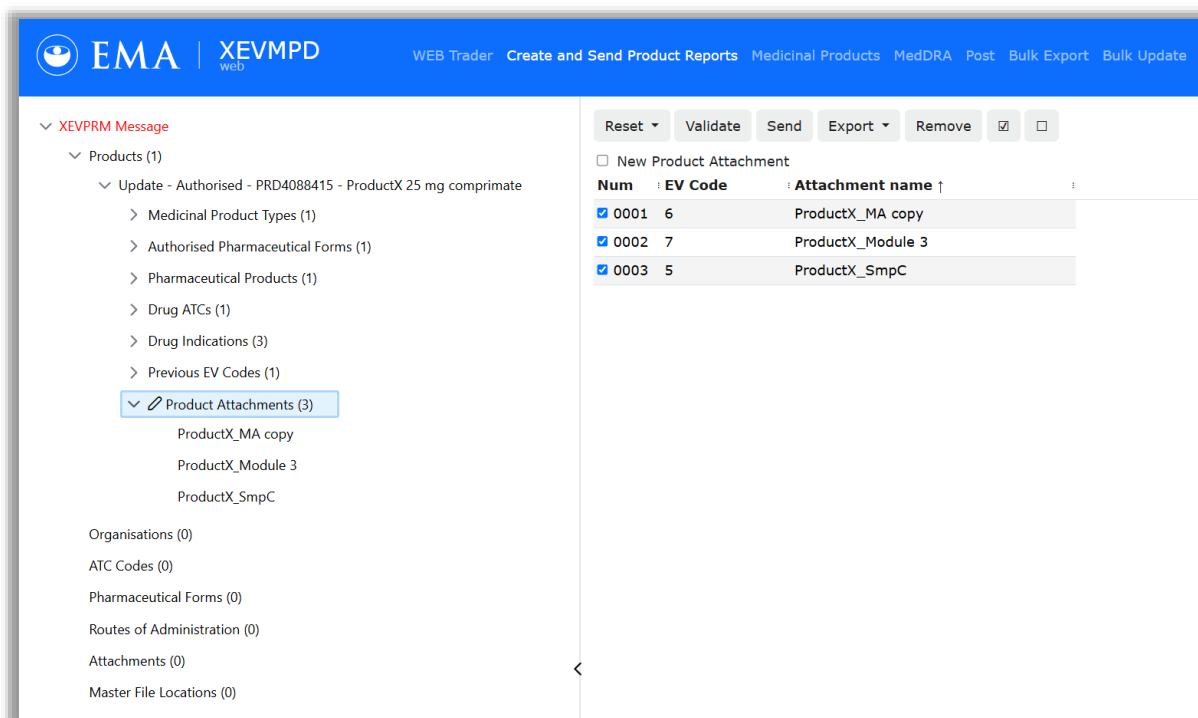 EMA XEVMPD
web
WEB Trader Create and Send Product Reports Medicinal Products MedDRA Post Bulk Export Bulk Update
XEVPRM Message
Products (1)
Update - Authorised - PRD4088415 - ProductX 25 mg comprimate
Medicinal Product Types (1)
Authorised Pharmaceutical Forms (1)
Pharmaceutical Products (1)
Drug ATCs (1)
Drug Indications (3)
Previous EV Codes (1)
Product Attachments (3)
ProductX_MA copy
ProductX_Module 3
ProductX_SmpC
Organisations (0)
ATC Codes (0)
Pharmaceutical Forms (0)
Routes of Administration (0)
Attachments (0)
Master File Locations (0)
Reset Validate Send Export Remove
New Product Attachment
Num EV Code Attachment name ↑
0001 6 ProductX_MA copy
0002 7 ProductX_Module 3
0003 5 ProductX_SmpC